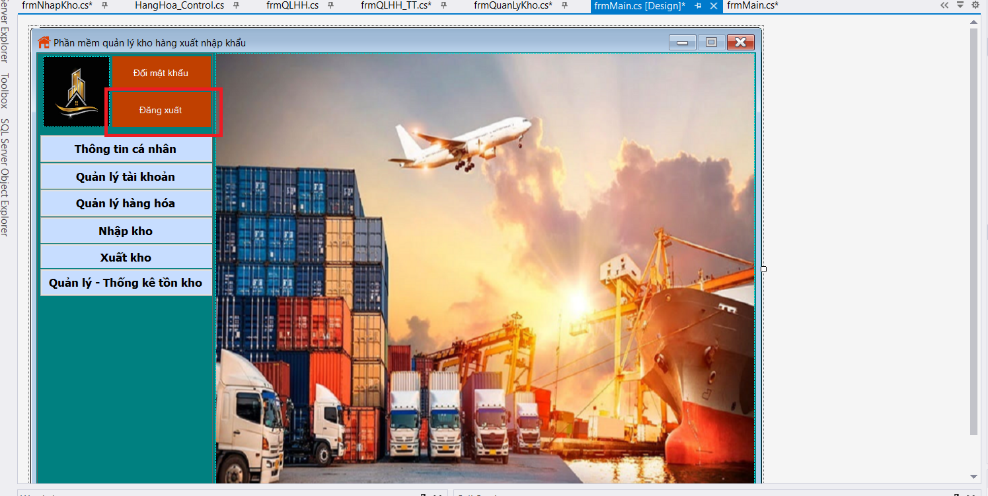 frmNhapKho.cs* HangHoa_Control.cs frmQLHH.cs frmQLHH_TT.cs* frmQuanLyKho.cs* frmMain.cs [Design]* frmMain.cs*
Server Explorer
Toolbox
SQL Server Object Explorer
Phần mềm quản lý kho hàng xuất nhập khẩu
Đổi mật khẩu
Đăng xuất
Thông tin cá nhân
Quản lý tài khoản
Quản lý hàng hóa
Nhập kho
Xuất kho
Quản lý - Thống kê tồn kho